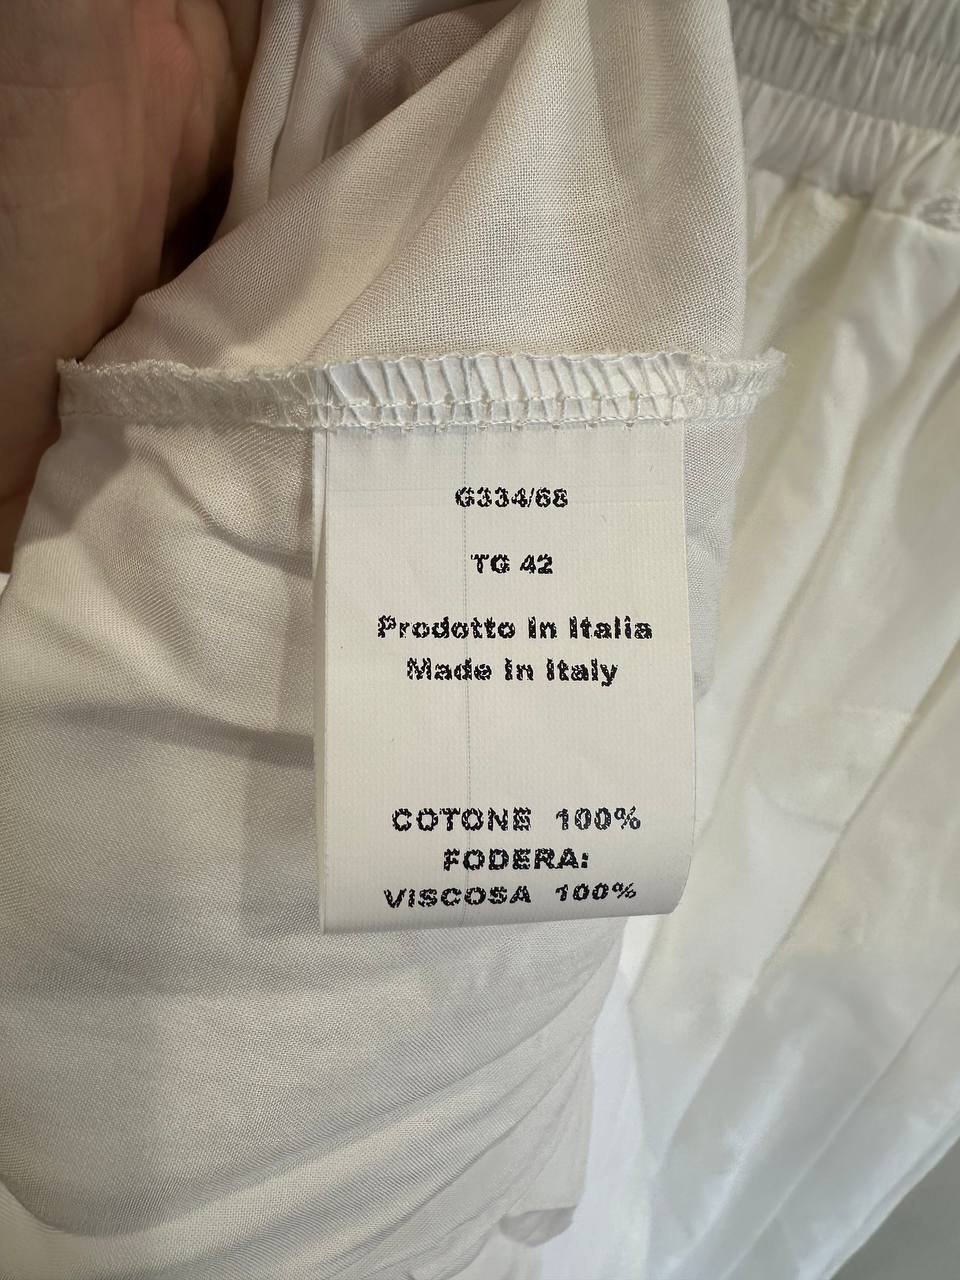 G334/68
TG 42
Prodotto in Italia
Made in Italy
COTONE 100%
FODERA:
VISCOSA 100%